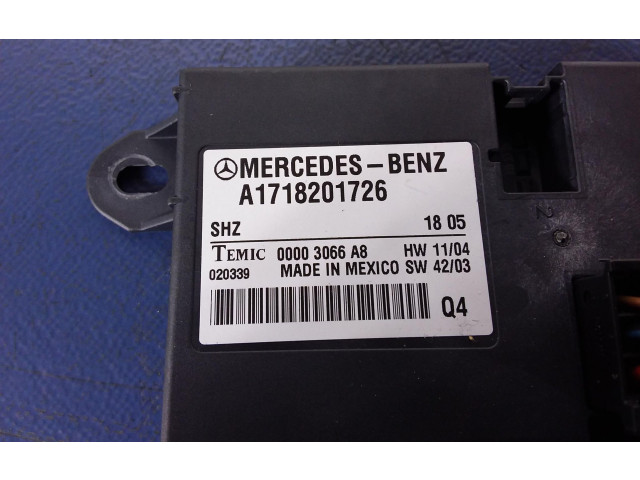 MERCEDES-BENZ
A1718201726
SHZ 18 05
TEMIC 0000 3066 A8 HW 11/04
020339 MADE IN MEXICO SW 42/03
Q4
2